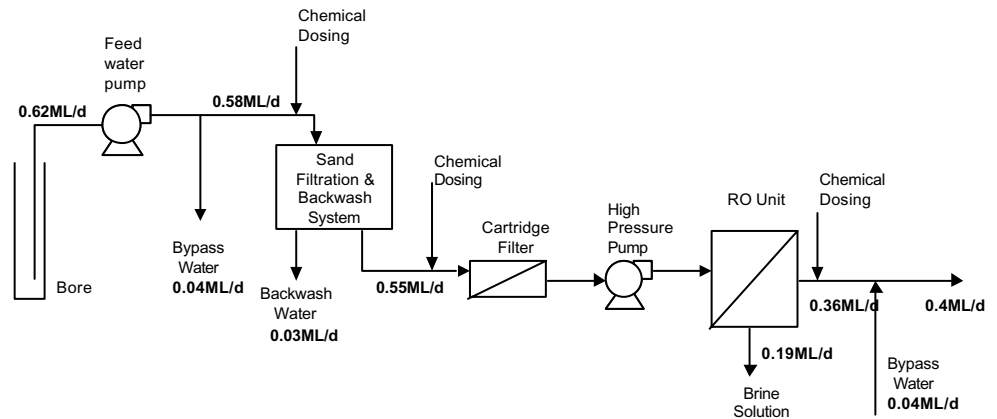 Chemical
Dosing
Feed
water
pump
0.62ML/d
0.58ML/d
Sand
Filtration &
Backwash
System
Chemical
Dosing
Bypass
Water
0.04ML/d
Backwash
Water
0.03ML/d
0.55ML/d
Bore
Cartridge
Filter
High
Pressure
Pump
RO Unit
Chemical
Dosing
0.36ML/d
0.4ML/d
0.19ML/d
Brine
Solution
Bypass
Water
0.04ML/d